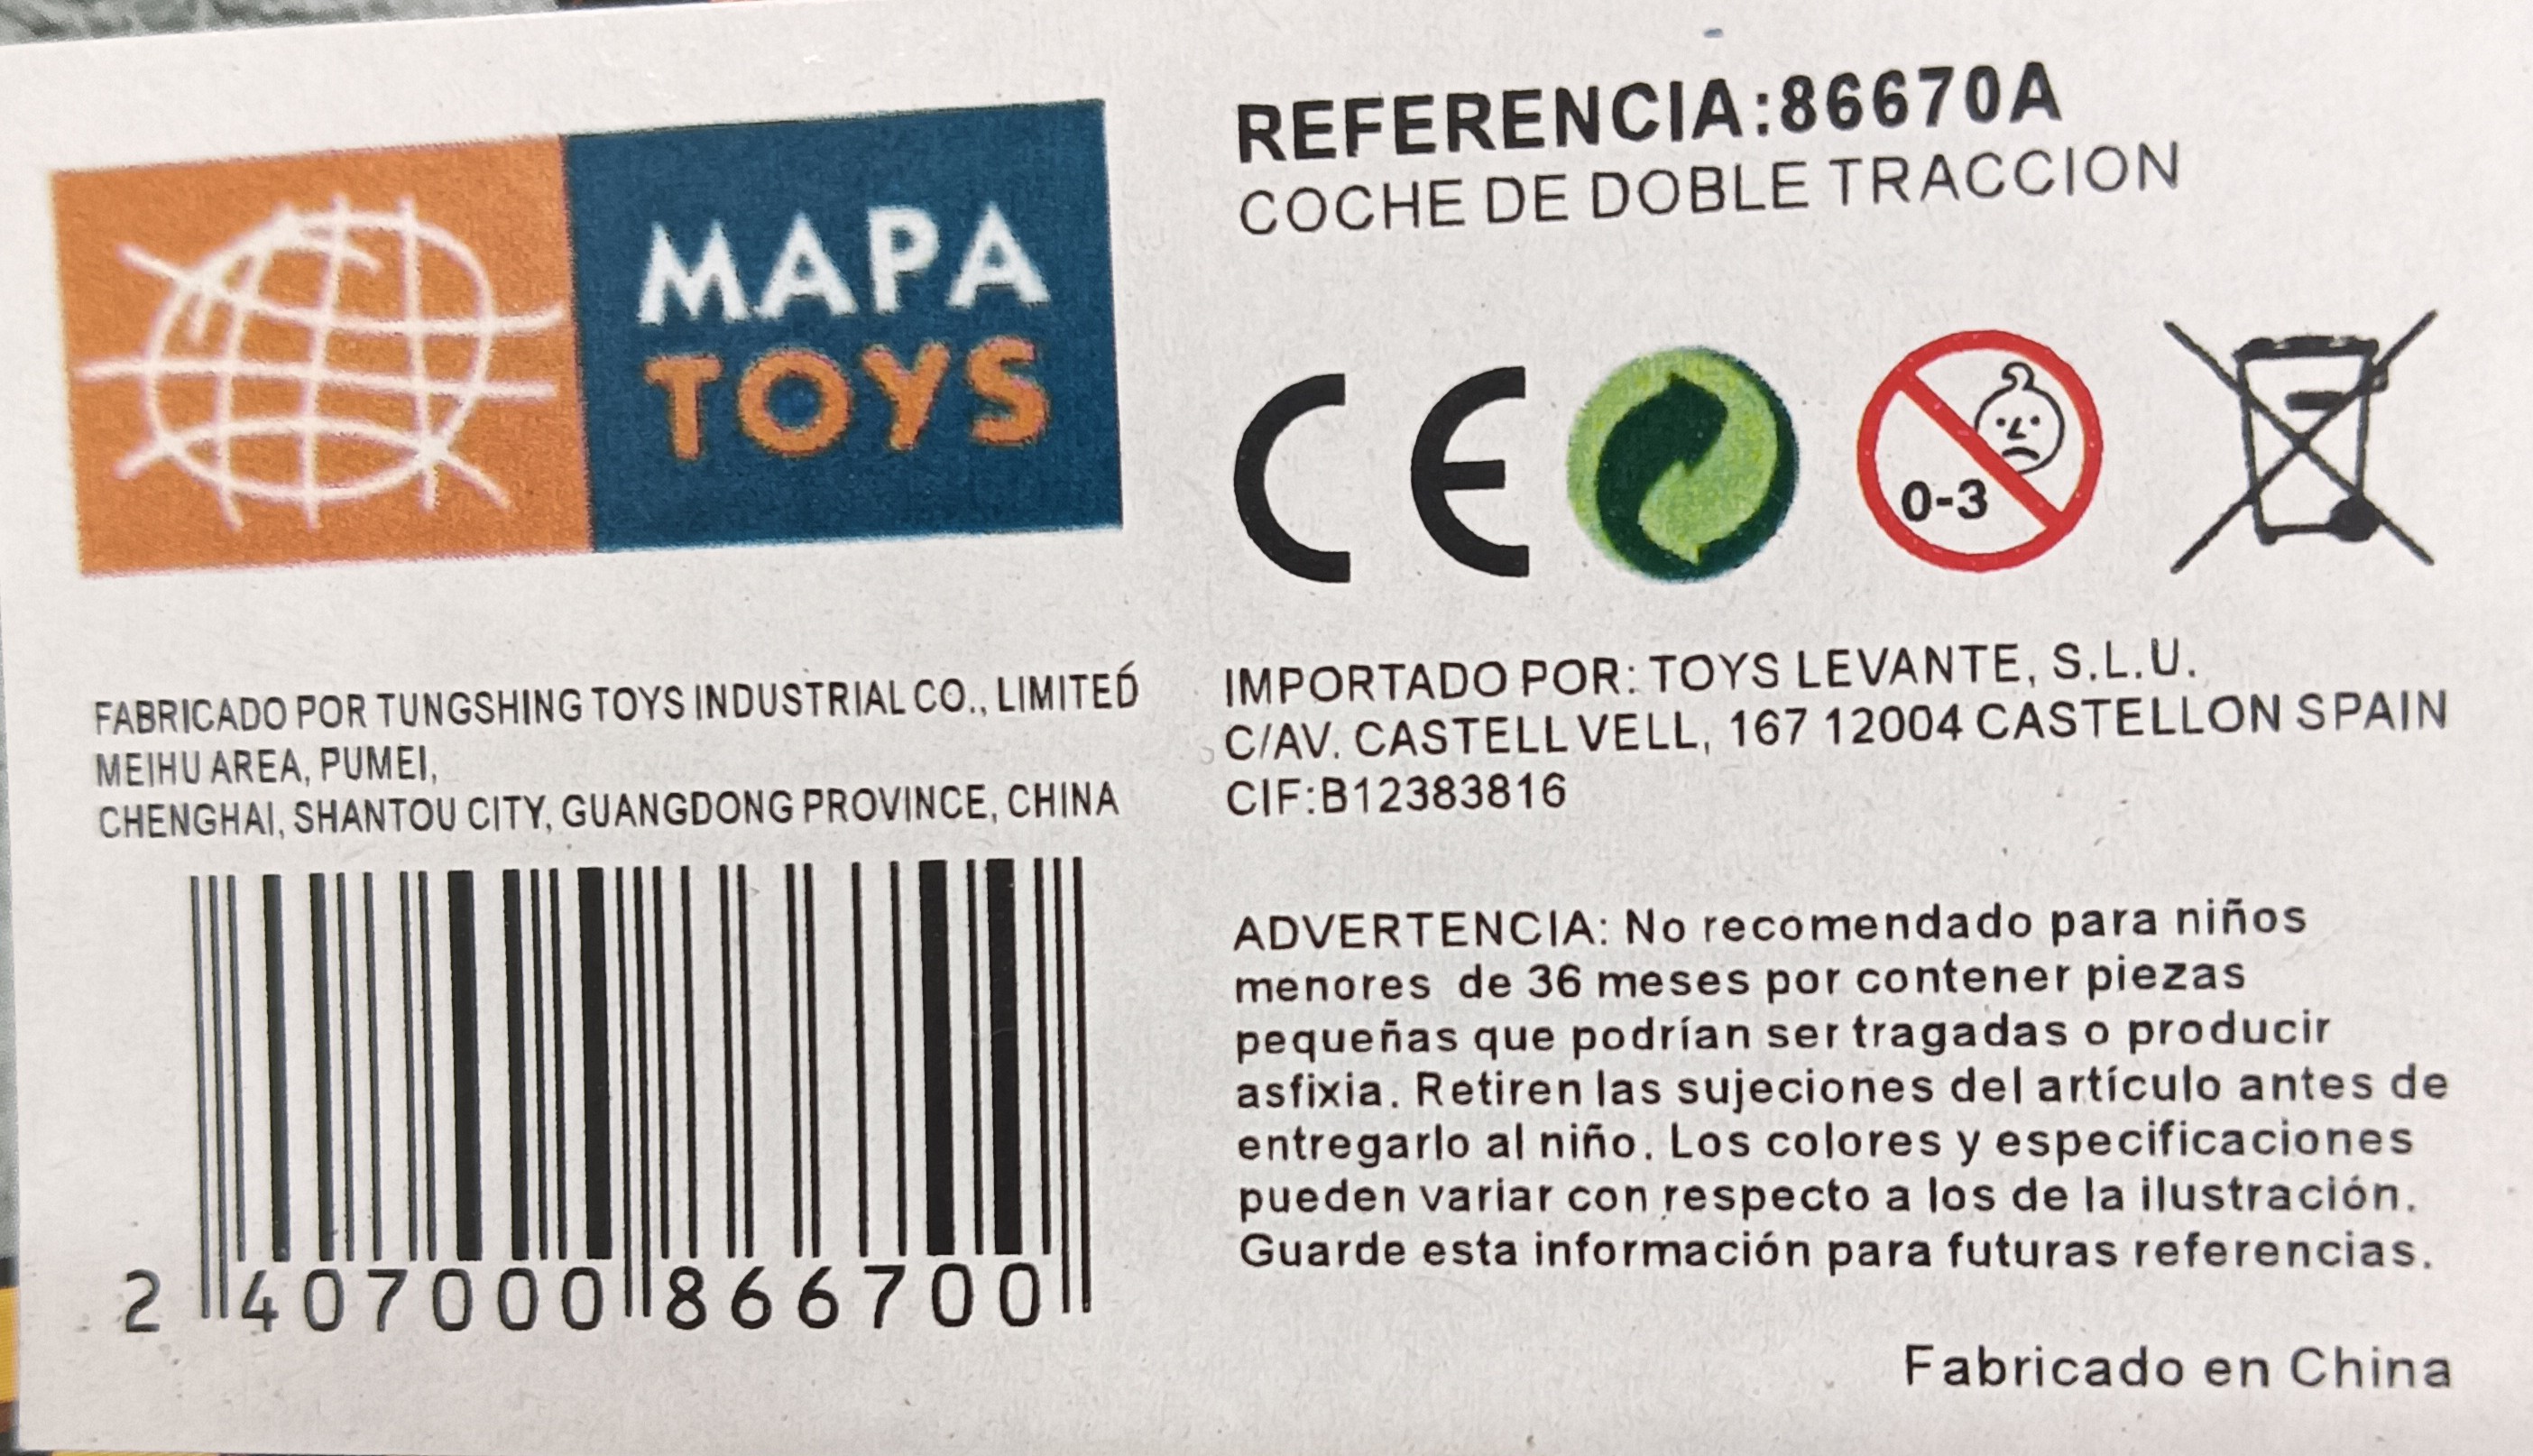 MAPA
TOYS
REFERENCIA:86670A
COCHE DE DOBLE TRACCION
CE
0-3
FABRICADO POR TUNGSHING TOYS INDUSTRIAL CO., LIMITED
MEIHU AREA, PUMEI,
CHENGHAI, SHANTOU CITY, GUANGDONG PROVINCE, CHINA
2 407000 866700
IMPORTADO POR: TOYS LEVANTE, S.L.U.
C/AV. CASTELL VELL, 167 12004 CASTELLON SPAIN
CIF:B12383816
ADVERTENCIA: No recomendado para niños
menores de 36 meses por contener piezas
pequeñas que podrían ser tragadas o producir
asfixia. Retiren las sujeciones del artículo antes de
entregarlo al niño. Los colores y especificaciones
pueden variar con respecto a los de la ilustración.
Guarde esta información para futuras referencias.
Fabricado en China